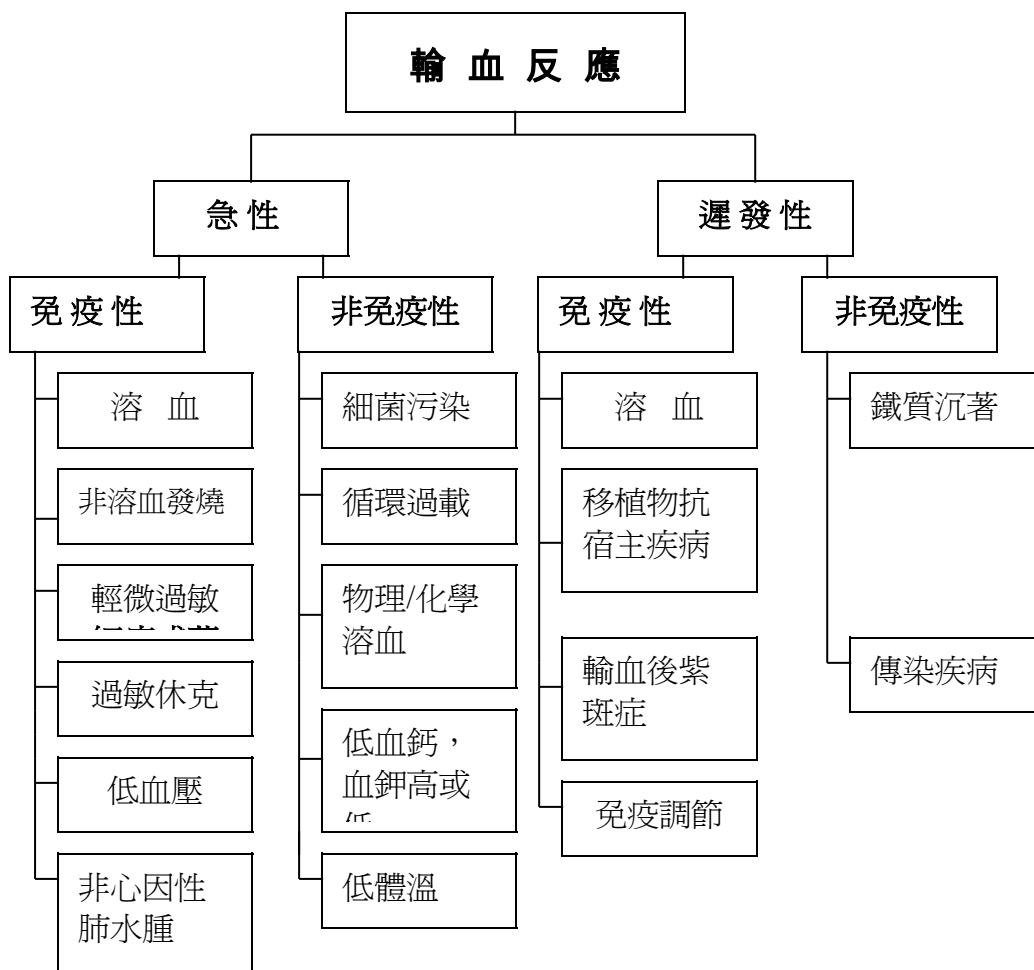 輸血反應
急性
遲發性
免疫性
非免疫性
免疫性
非免疫性
溶 血
非溶血發燒
輕微過敏
過敏休克
低血壓
非心因性
肺水腫
細菌污染
循環過載
物理/化學
溶血
低血鈣，
血鉀高或
低體溫
溶 血
移植物抗
宿主疾病
輸血後紫
斑症
免疫調節
鐵質沉著
傳染疾病